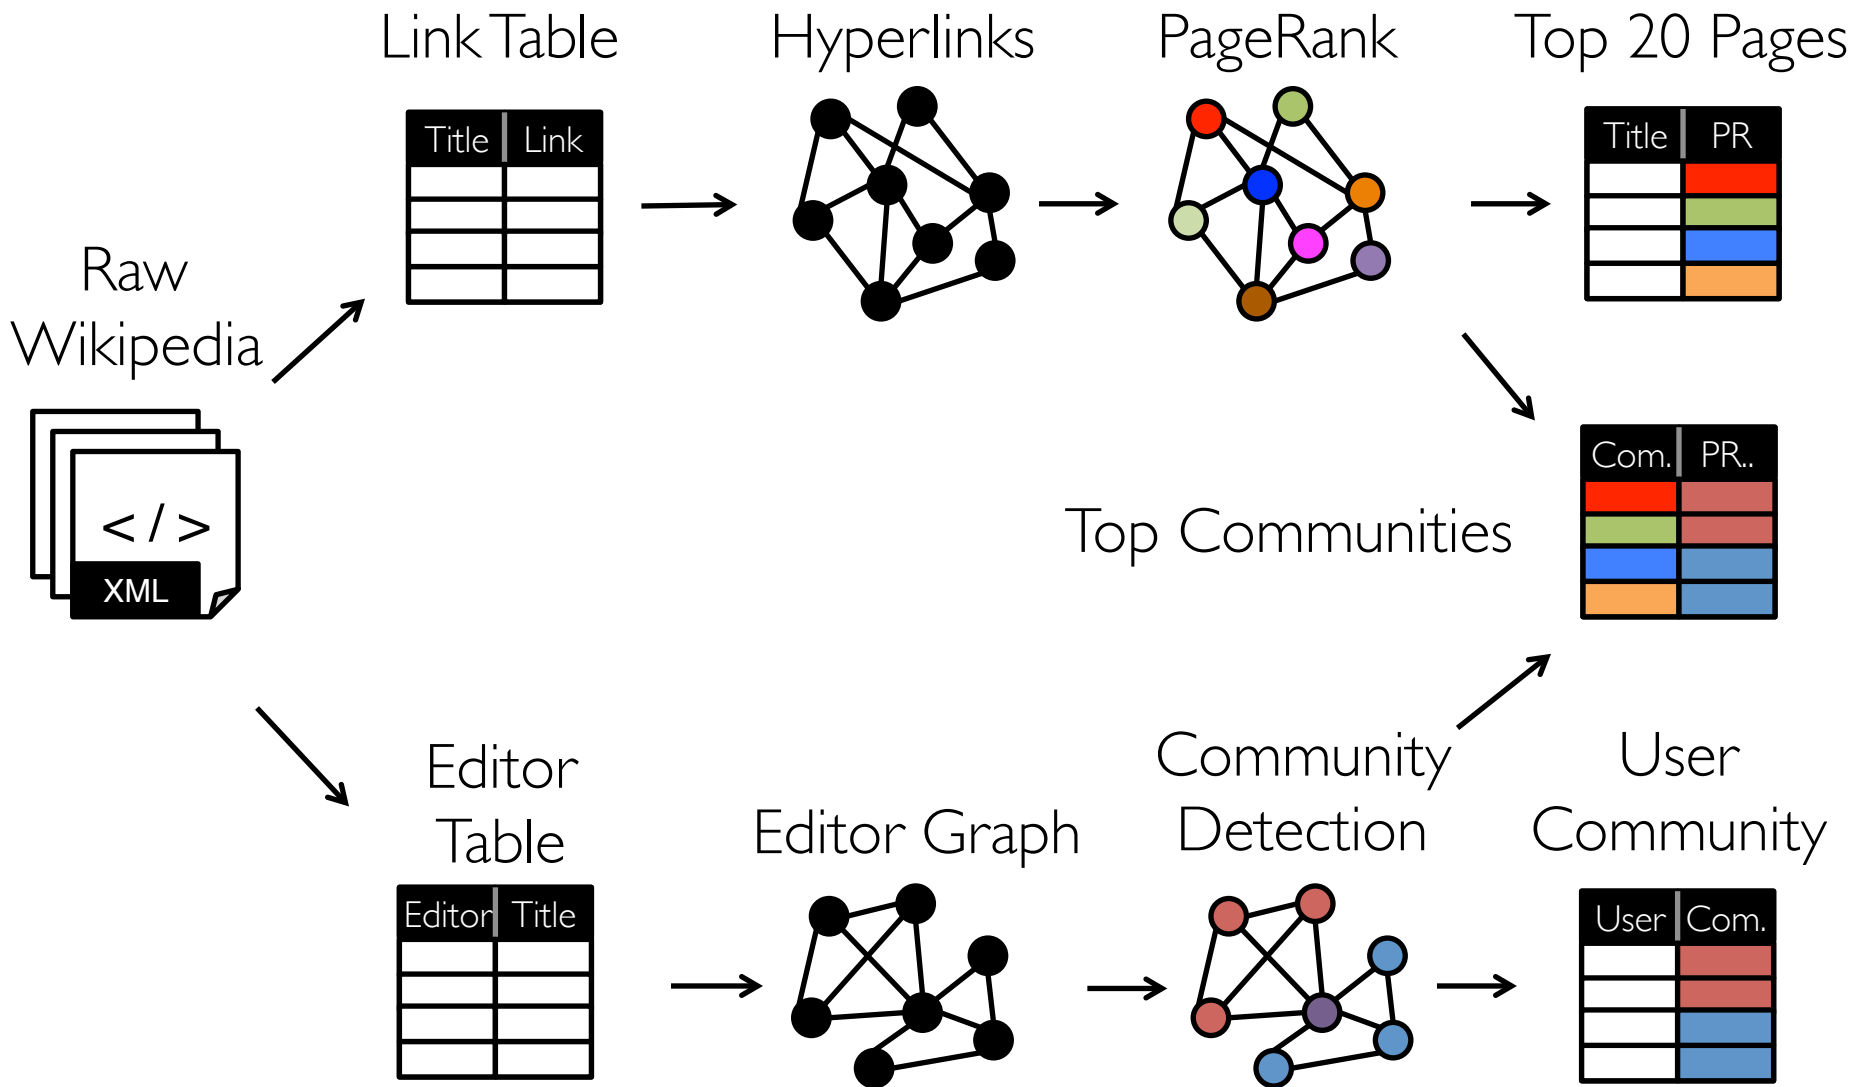 Link Table
Hyperlinks
PageRank
Top 20 Pages
Title Link
Title PR
Raw
Wikipedia
</>
XML
Com. PR..
Top Communities
Editor
Table
Editor Graph
Community
Detection
User
Community
Editor Title
User Com.